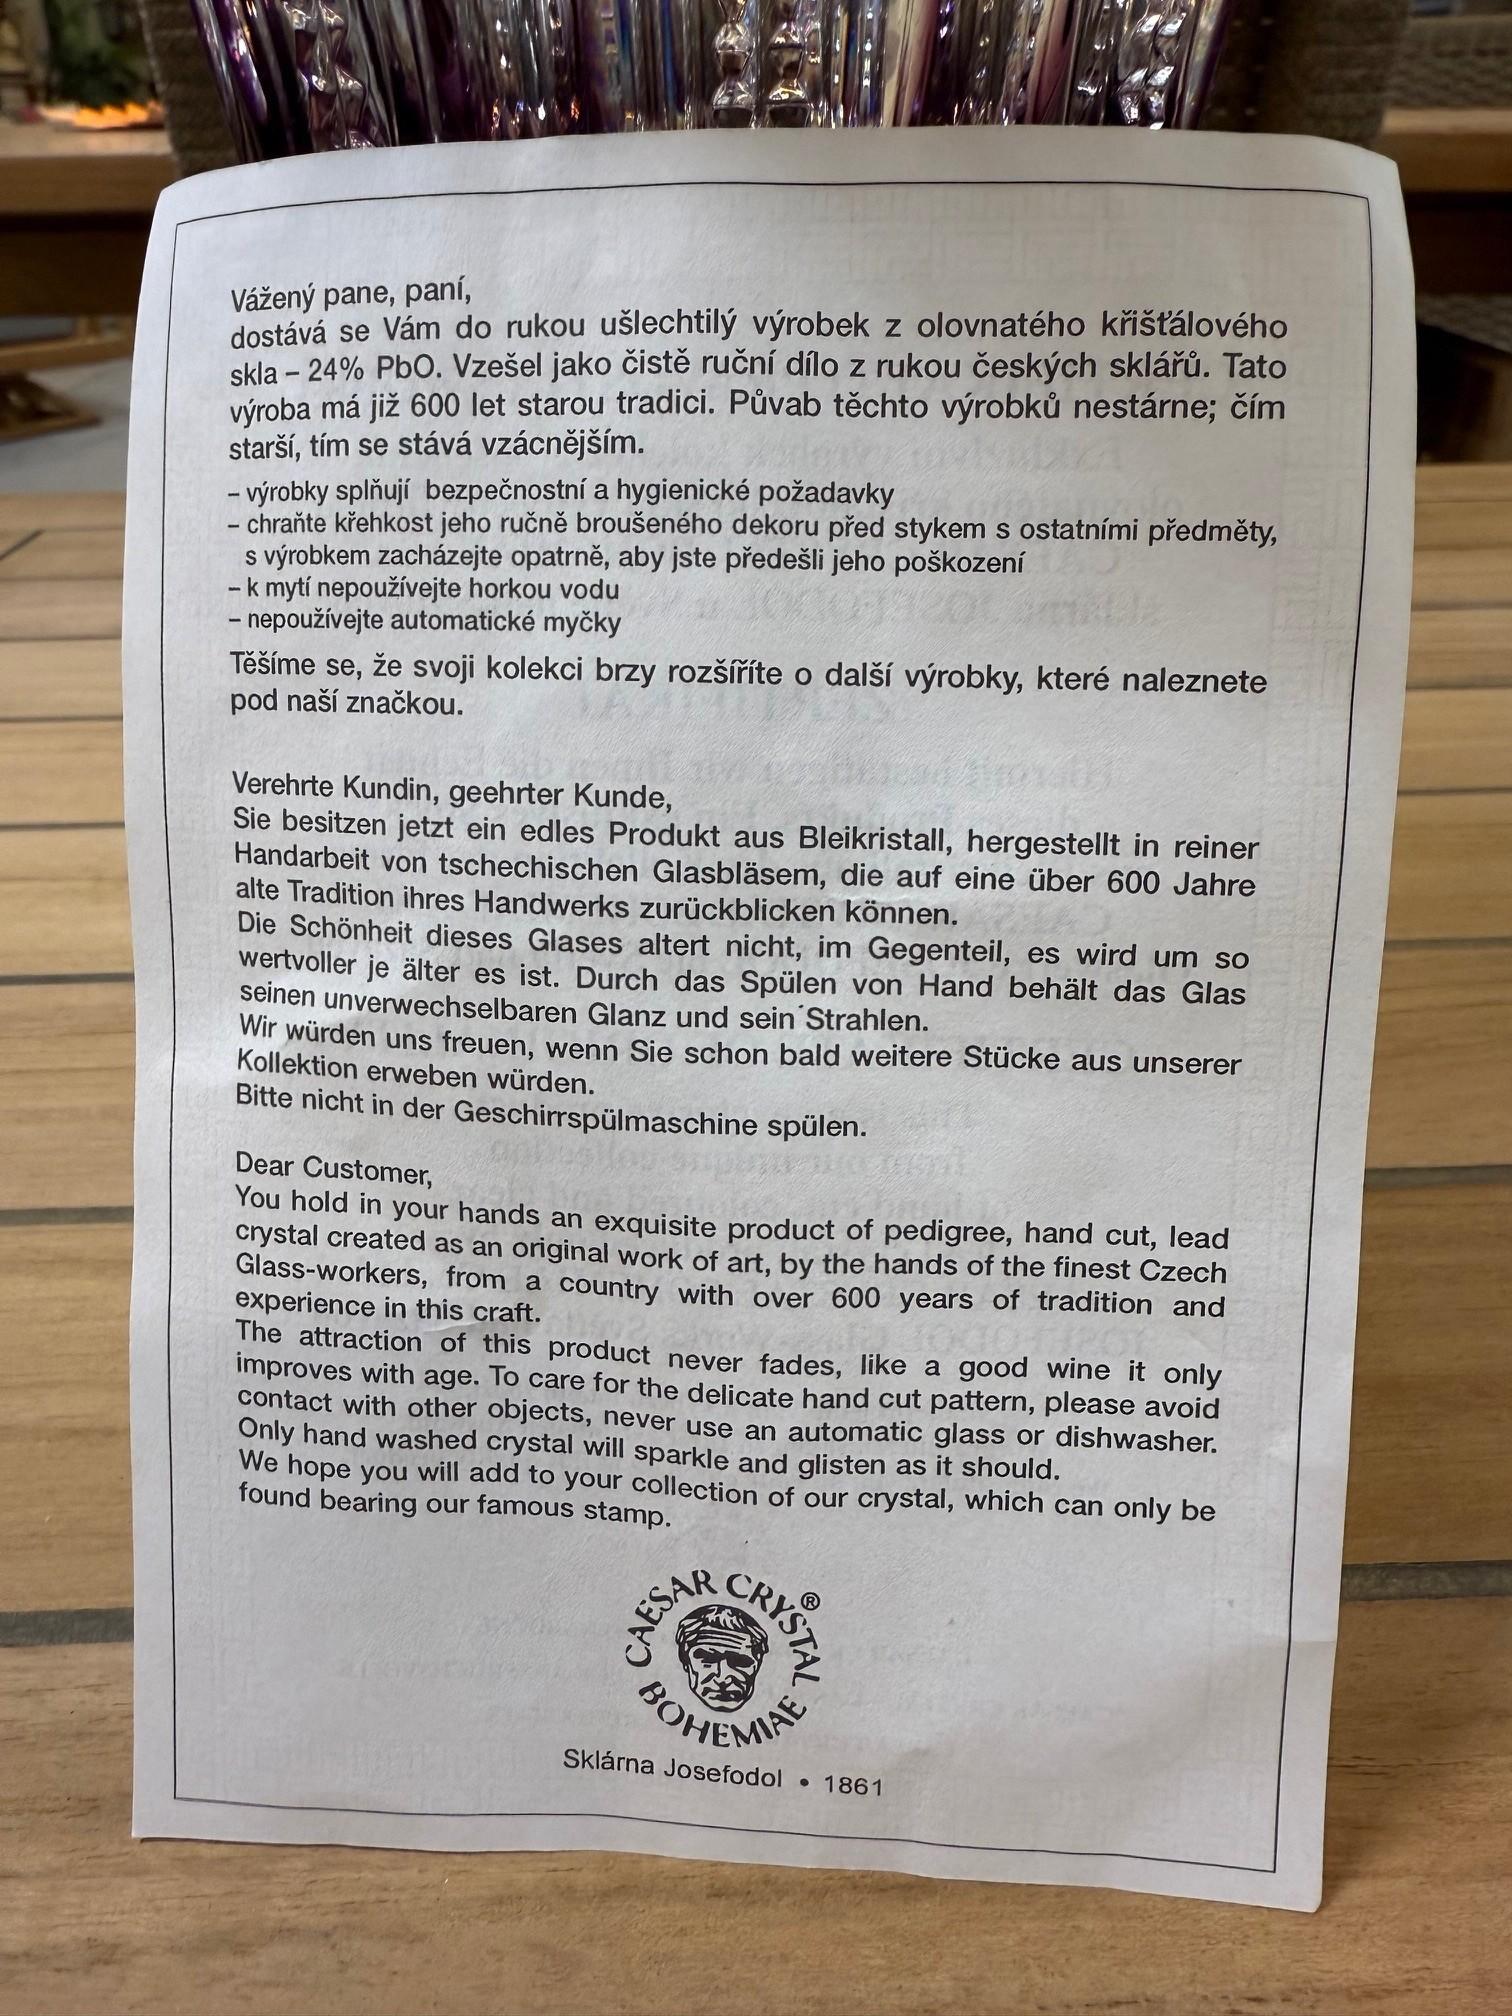 Vážený pane, paní,
dostává se Vám do rukou ušlechtilý výrobek z olovnatého křišťálového
skla – 24% PbO. Vzešel jako čistě ruční dílo z rukou českých sklářů. Tato
výroba má již 600 let starou tradici. Půvab těchto výrobků nestárne; čím
starší, tím se stává vzácnějším.
– výrobky splňují bezpečnostní a hygienické požadavky
– chraňte křehkost jeho ručně broušeného dekoru před stykem s ostatními předměty,
s výrobkem zacházejte opatrně, aby jste předešli jeho poškození
– k mytí nepoužívejte horkou vodu
– nepoužívejte automatické myčky
Těšíme se, že svoji kolekci brzy rozšíříte o další výrobky, které naleznete
pod naší značkou.
Verehrte Kundin, geehrter Kunde,
Sie besitzen jetzt ein edles Produkt aus Bleikristall, hergestellt in reiner
Handarbeit von tschechischen Glasbläsem, die auf eine über 600 Jahre
alte Tradition ihres Handwerks zurückblicken können.
Die Schönheit dieses Glases altert nicht, im Gegenteil, es wird um so
wertvoller je älter es ist. Durch das Spülen von Hand behält das Glas
seinen unverwechselbaren Glanz und sein Strahlen.
Wir würden uns freuen, wenn Sie schon bald weitere Stücke aus unserer
Kollektion erweben würden.
Bitte nicht in der Geschirrspülmaschine spülen.
Dear Customer,
You hold in your hands an exquisite product of pedigree, hand cut, lead
crystal created as an original work of art, by the hands of the finest Czech
Glass-workers, from a country with over 600 years of tradition and
experience in this craft.
The attraction of this product never fades, like a good wine it only
improves with age. To care for the delicate hand cut pattern, please avoid
contact with other objects, never use an automatic glass or dishwasher.
Only hand washed crystal will sparkle and glisten as it should.
We hope you will add to your collection of our crystal, which can only be
found bearing our famous stamp.
CAESAR CRYSTAL ®
BOHEMIAE
Sklárna Josefodol • 1861